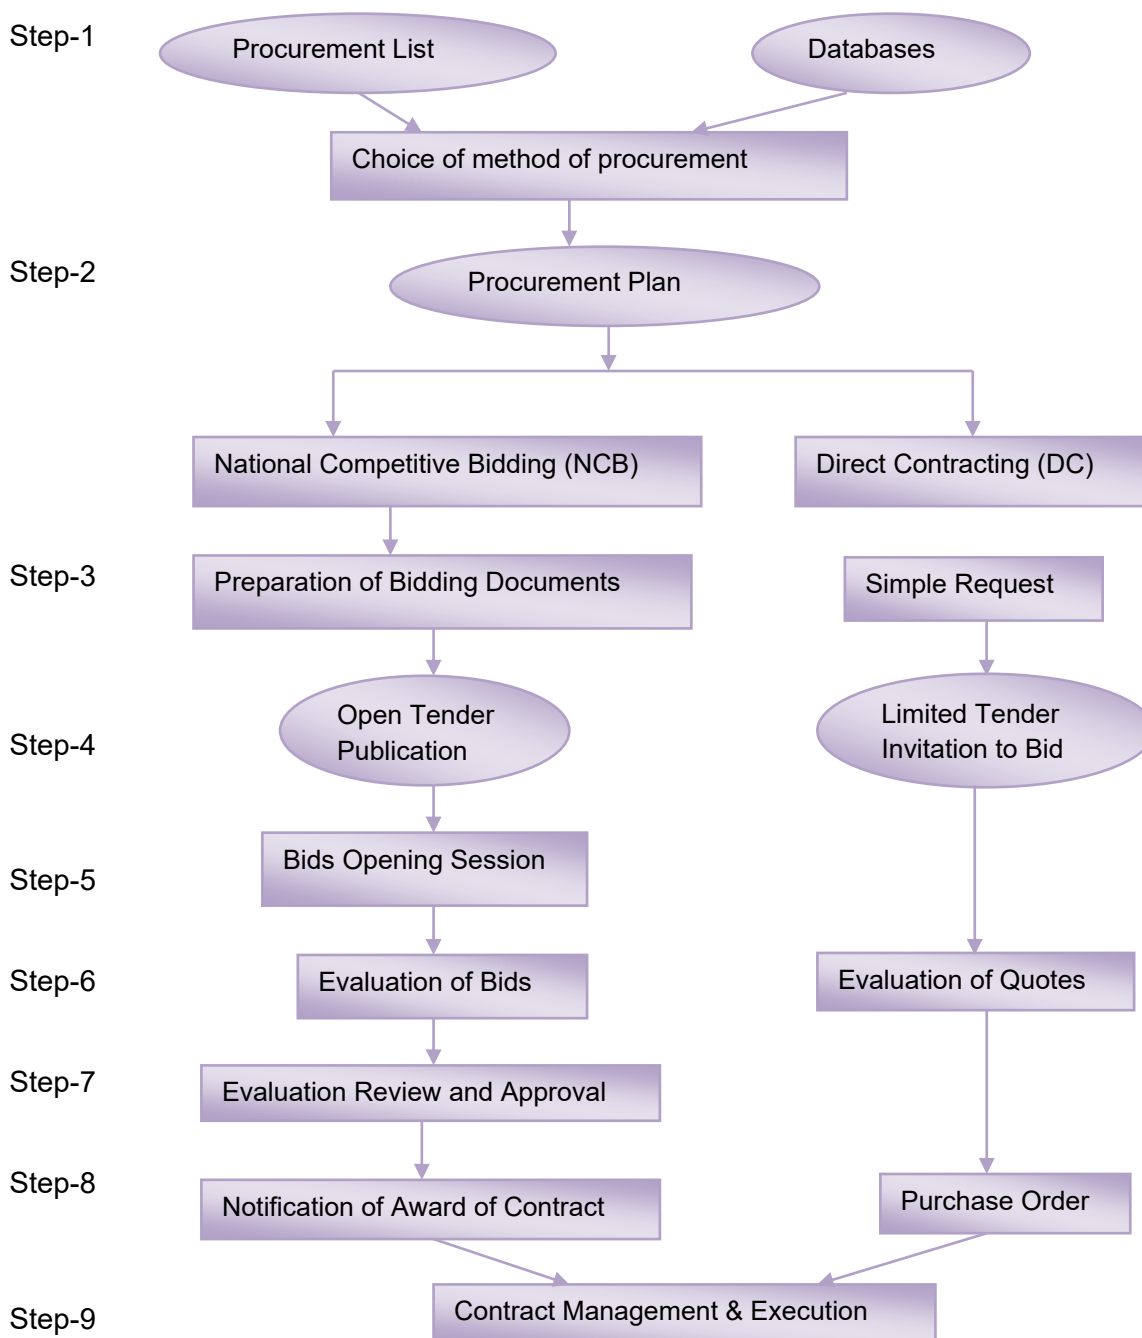 Step-1
Procurement List
Databases
Choice of method of procurement
Step-2
Procurement Plan
National Competitive Bidding (NCB)
Direct Contracting (DC)
Step-3
Preparation of Bidding Documents
Simple Request
Step-4
Open Tender
Publication
Limited Tender
Invitation to Bid
Step-5
Bids Opening Session
Step-6
Evaluation of Bids
Evaluation of Quotes
Step-7
Evaluation Review and Approval
Step-8
Notification of Award of Contract
Purchase Order
Step-9
Contract Management & Execution